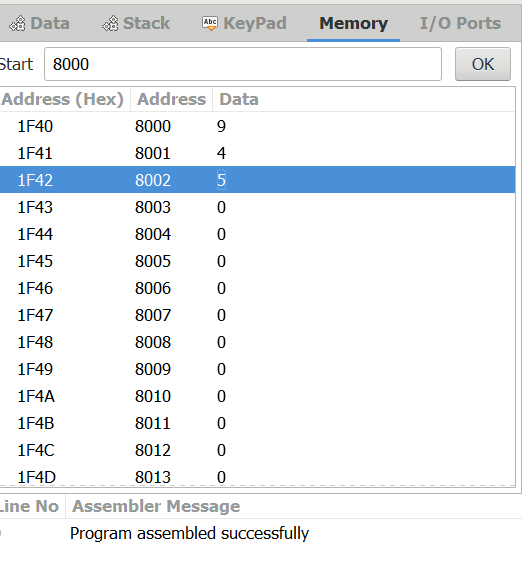 Data Stack Abc KeyPad Memory I/O Ports
Start 8000 OK
Address (Hex) Address Data
1F40 8000 9
1F41 8001 4
1F42 8002 5
1F43 8003 0
1F44 8004 0
1F45 8005 0
1F46 8006 0
1F47 8007 0
1F48 8008 0
1F49 8009 0
1F4A 8010 0
1F4B 8011 0
1F4C 8012 0
1F4D 8013 0
Line No Assembler Message
Program assembled successfully